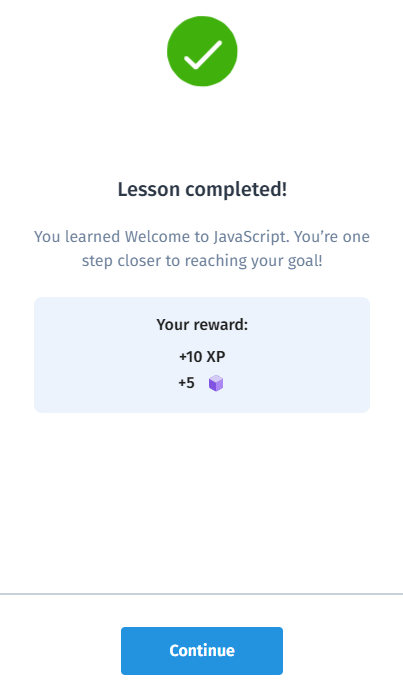 Lesson completed!
You learned Welcome to JavaScript. You’re one
step closer to reaching your goal!
Your reward:
+10 XP
+5
Continue